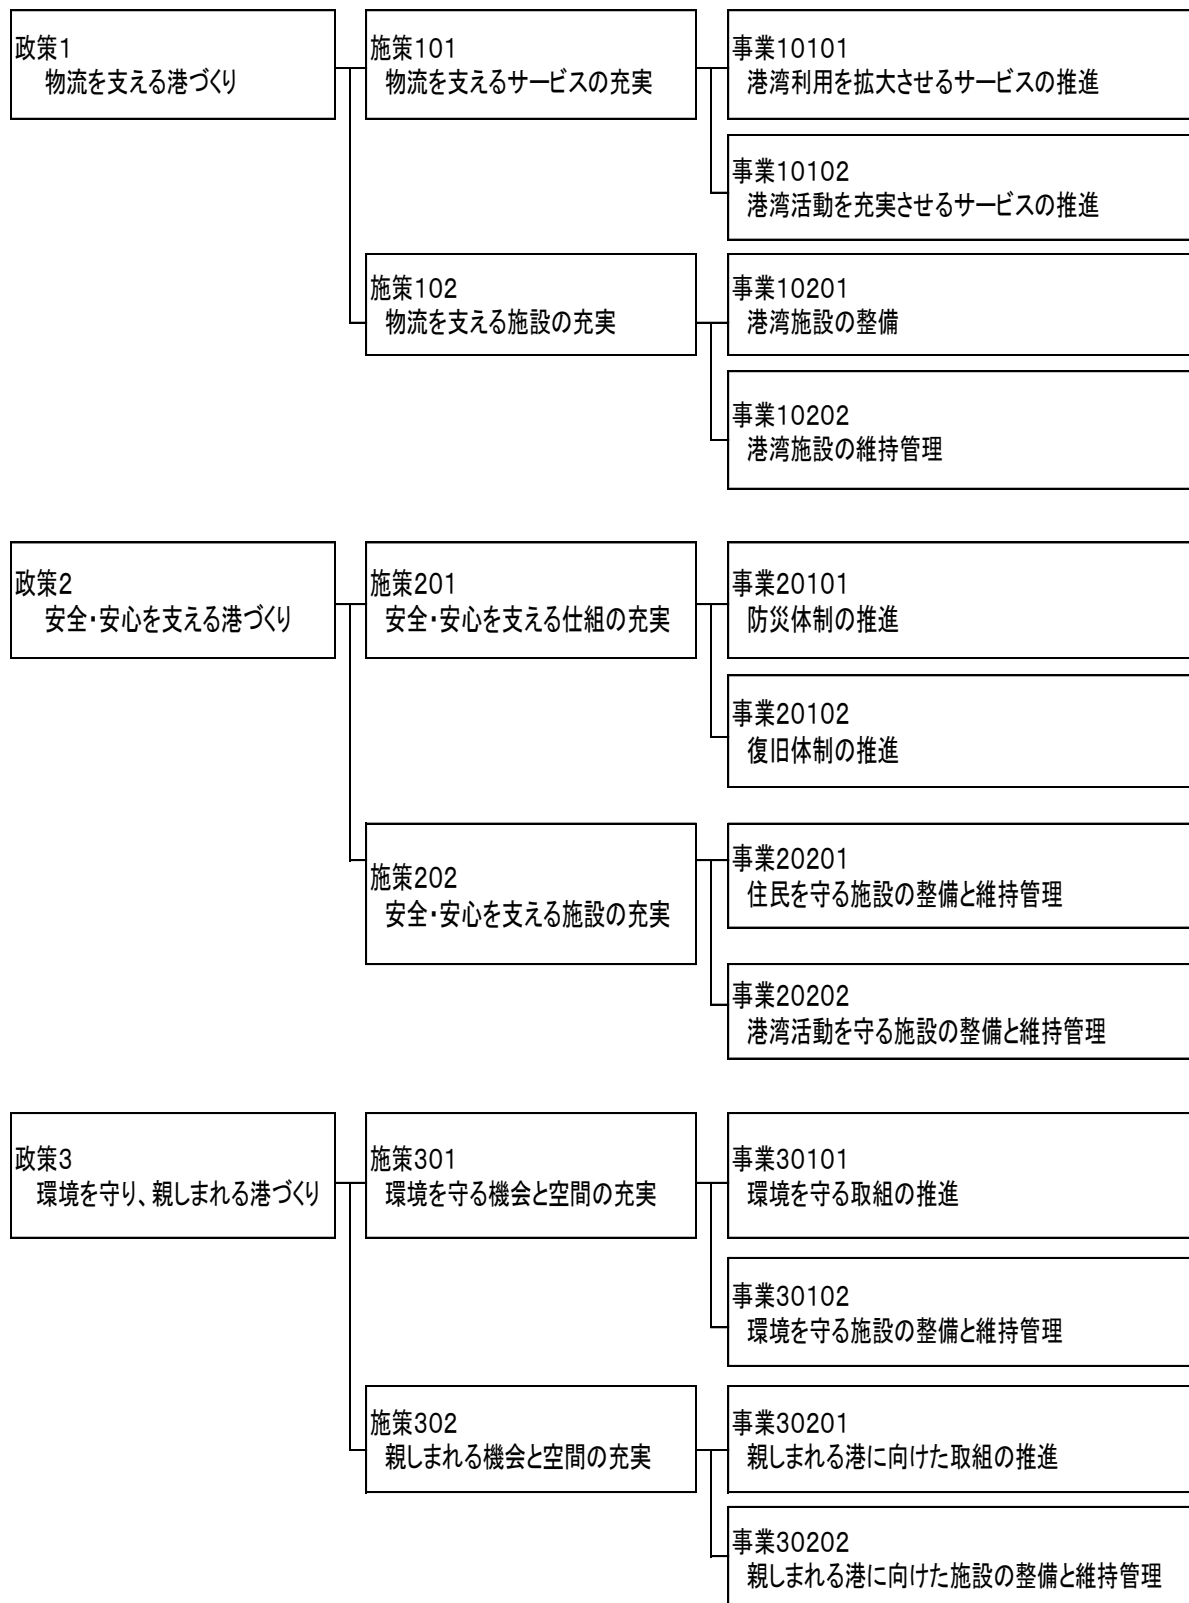 政策1
物流を支える港づくり
施策101
物流を支えるサービスの充実
事業10101
港湾利用を拡大させるサービスの推進
事業10102
港湾活動を充実させるサービスの推進
施策102
物流を支える施設の充実
事業10201
港湾施設の整備
事業10202
港湾施設の維持管理
政策2
安全・安心を支える港づくり
施策201
安全・安心を支える仕組の充実
事業20101
防災体制の推進
事業20102
復旧体制の推進
施策202
安全・安心を支える施設の充実
事業20201
住民を守る施設の整備と維持管理
事業20202
港湾活動を守る施設の整備と維持管理
政策3
環境を守り、親しまれる港づくり
施策301
環境を守る機会と空間の充実
事業30101
環境を守る取組の推進
事業30102
環境を守る施設の整備と維持管理
施策302
親しまれる機会と空間の充実
事業30201
親しまれる港に向けた取組の推進
事業30202
親しまれる港に向けた施設の整備と維持管理